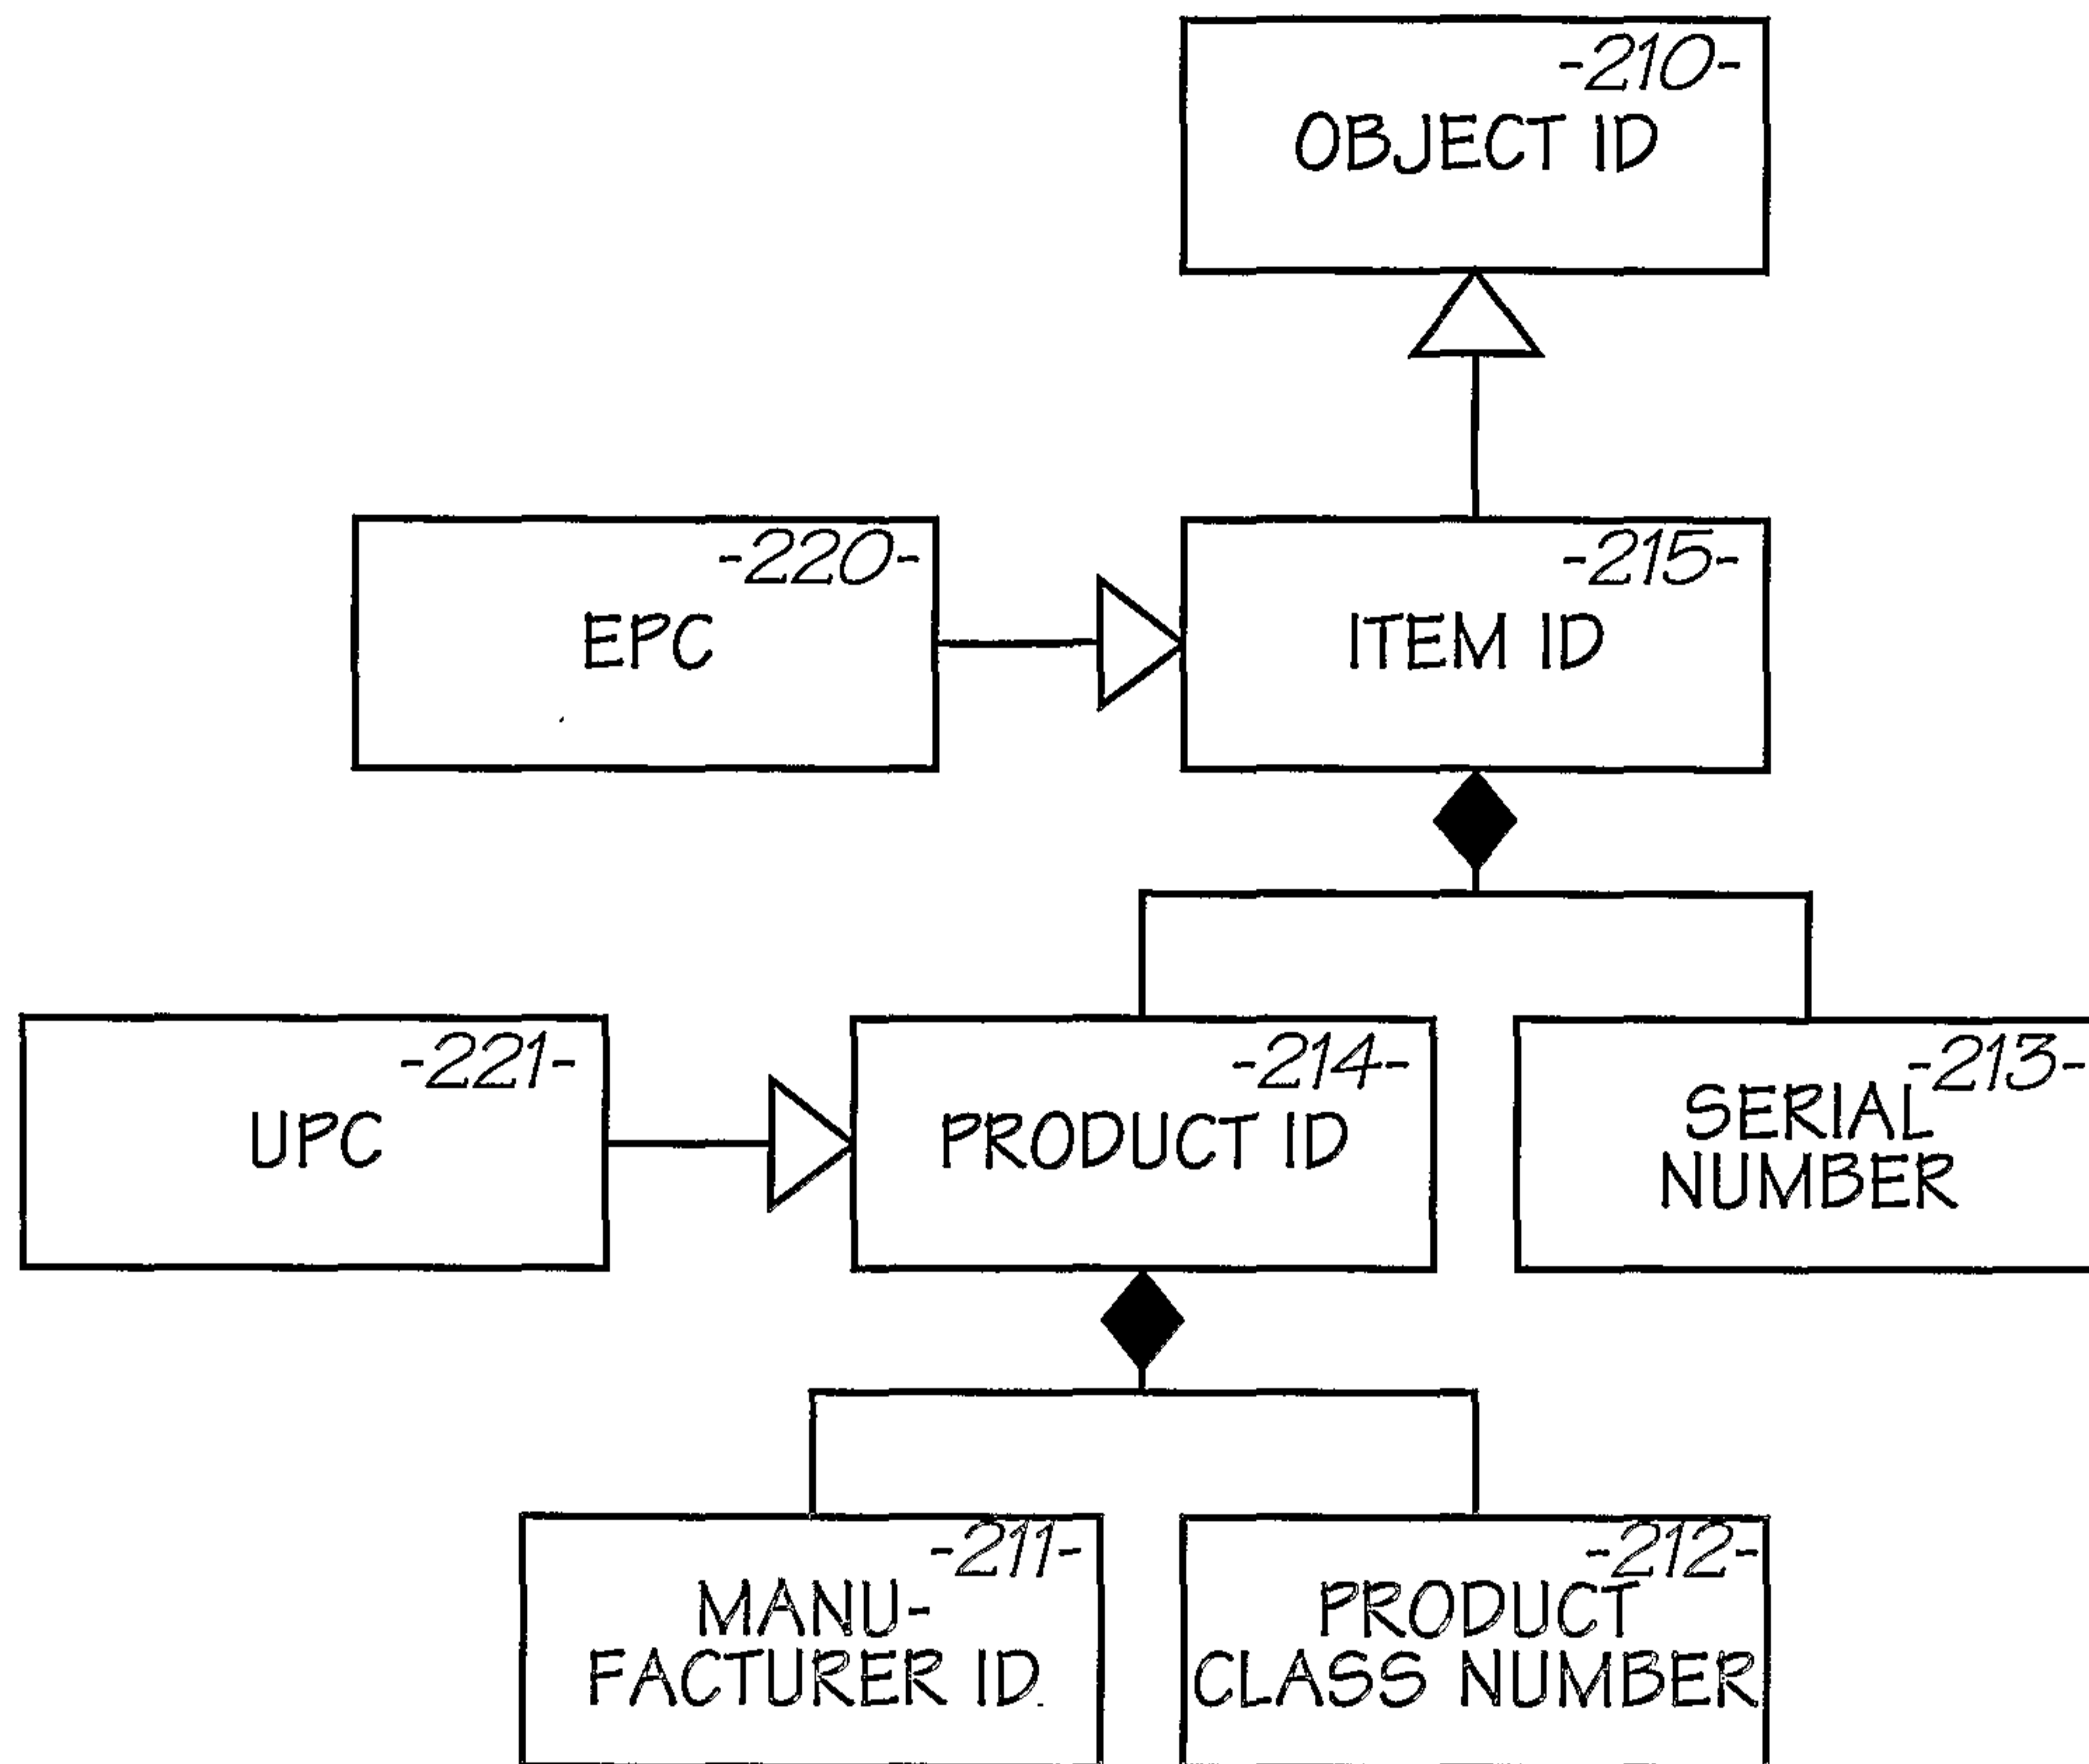 -210-
OBJECT ID
-220-
EPC
-215-
ITEM ID
-221-
UPC
-214-
PRODUCT ID
-213-
SERIAL
NUMBER
-211-
MANU-
FACTURER ID
-212-
PRODUCT
CLASS NUMBER